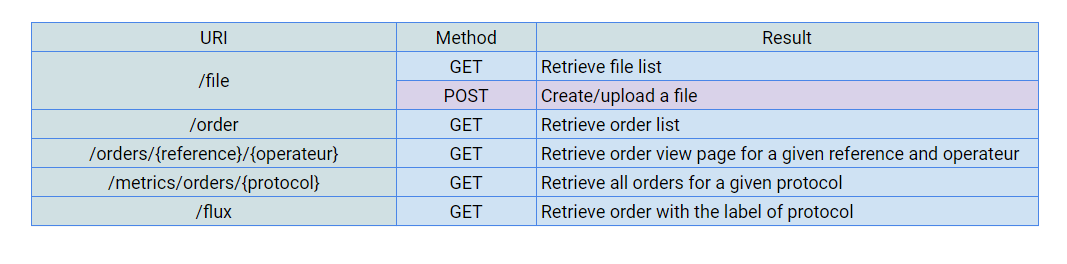 URI Method Result
/file
GET Retrieve file list
POST Create/upload a file
/order GET Retrieve order list
/orders/{reference}/{operateur} GET Retrieve order view page for a given reference and operateur
/metrics/orders/{protocol} GET Retrieve all orders for a given protocol
/flux GET Retrieve order with the label of protocol